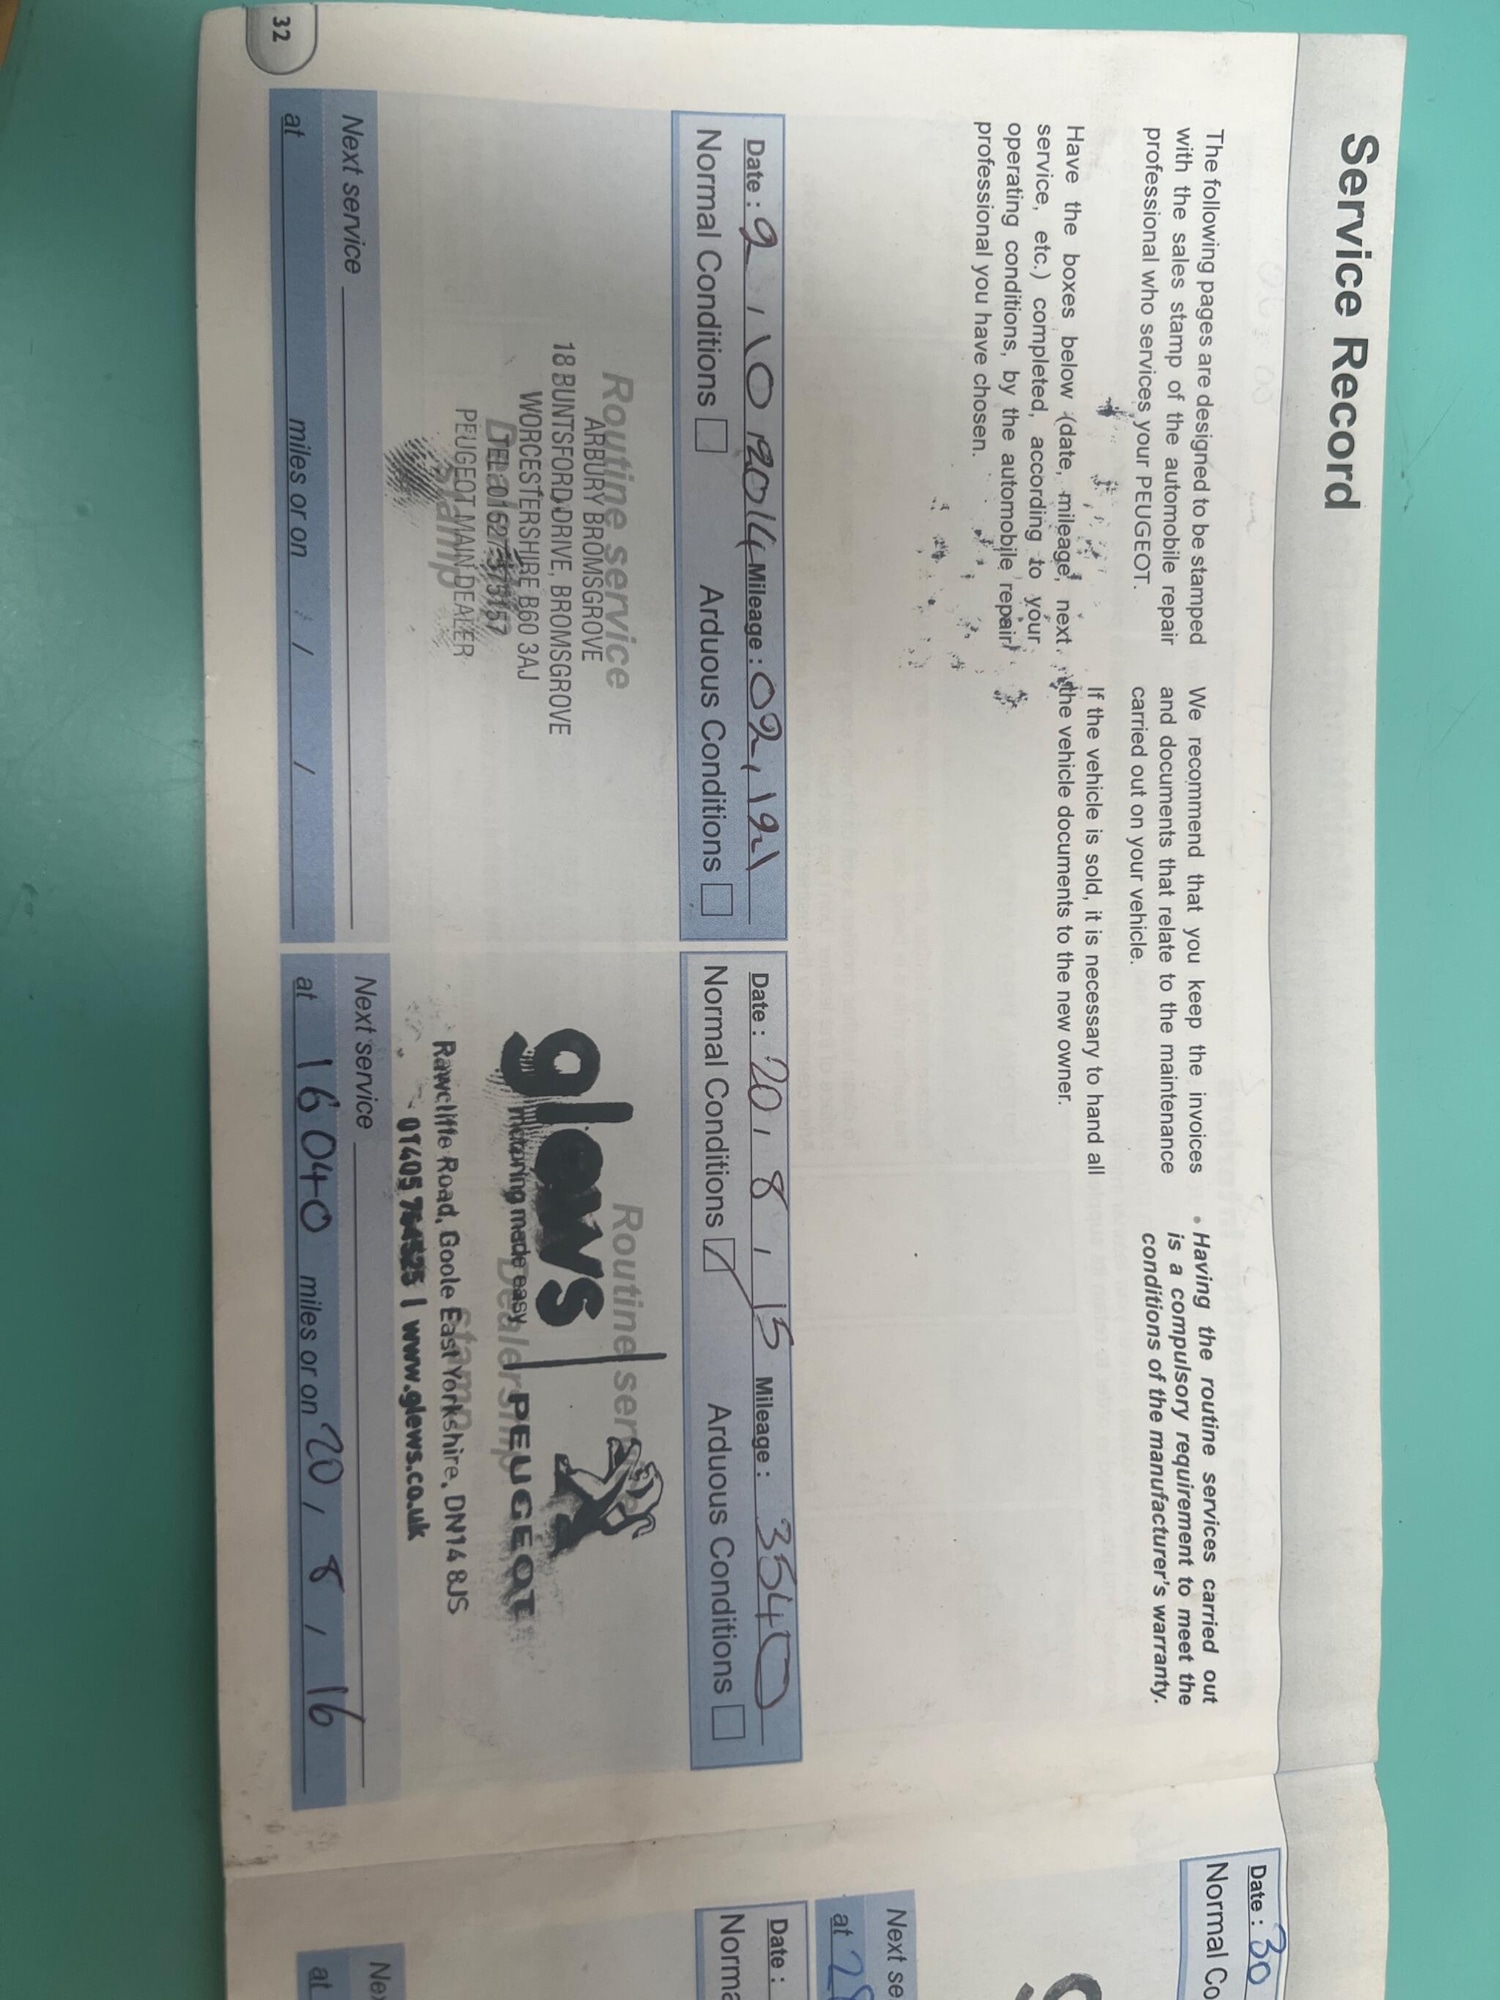 Service Record
The following pages are designed to be stamped
with the sales stamp of the automobile repair
professional who services your PEUGEOT.
Have the boxes below (date, mileage, next
service, etc.) completed, according to your
operating conditions, by the automobile repair
professional you have chosen.
We recommend that you keep the invoices
and documents that relate to the maintenance
carried out on your vehicle.
If the vehicle is sold, it is necessary to hand all
the vehicle documents to the new owner.
• Having the routine services carried out
is a compulsory requirement to meet the
conditions of the manufacturer's warranty.
Date : 9 / 10 / 2014 Mileage : 02,191
Normal Conditions Arduous Conditions
Routine service
ARBURY BROMSGROVE
18 BUNTSFORD DRIVE, BROMSGROVE
WORCESTERSHIRE B60 3AJ
PEUGEOT MAIN DEALER
Next service
at miles or on / /
Date : 20 / 8 / 15 Mileage : 3540
Normal Conditions Arduous Conditions
Routine
glews
motoring made easy
PEUGEOT
Rawcliffe Road, Goole East Yorkshire, DN14 8JS
| www.glews.co.uk
Next service
at 16040 miles or on 20 / 8 / 16
32
Date : 30
Normal Co
Next se
at 28
Date :
Norma
Nex
at